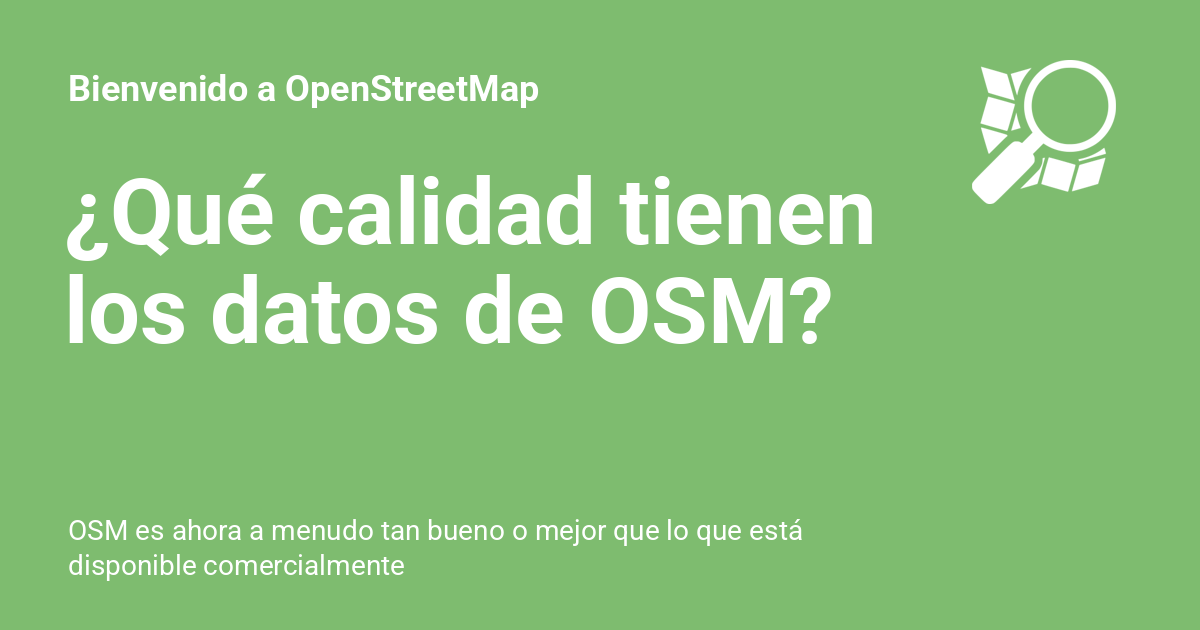 Bienvenido a OpenStreetMap
¿Qué calidad tienen
los datos de OSM?
OSM es ahora a menudo tan bueno o mejor que lo que está
disponible comercialmente